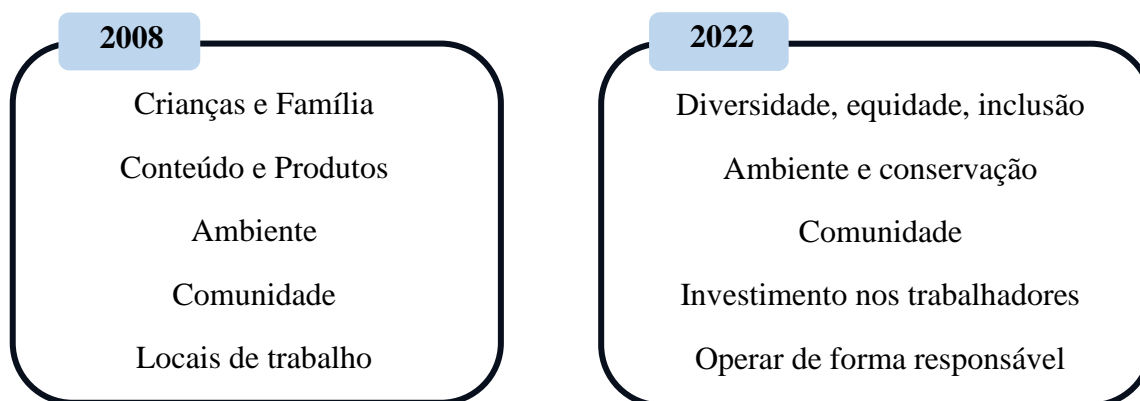 2008
Crianças e Família
Conteúdo e Produtos
Ambiente
Comunidade
Locais de trabalho
2022
Diversidade, equidade, inclusão
Ambiente e conservação
Comunidade
Investimento nos trabalhadores
Operar de forma responsável